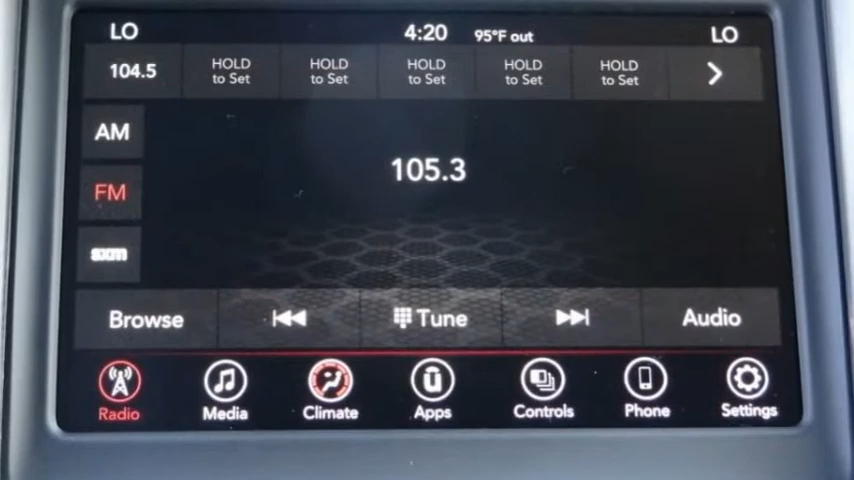 LO 4:20 95°F out LO
104.5 HOLD to Set HOLD to Set HOLD to Set HOLD to Set HOLD to Set
AM
105.3
FM
sxm
Browse Tune Audio
Radio Media Climate Apps Controls Phone Settings